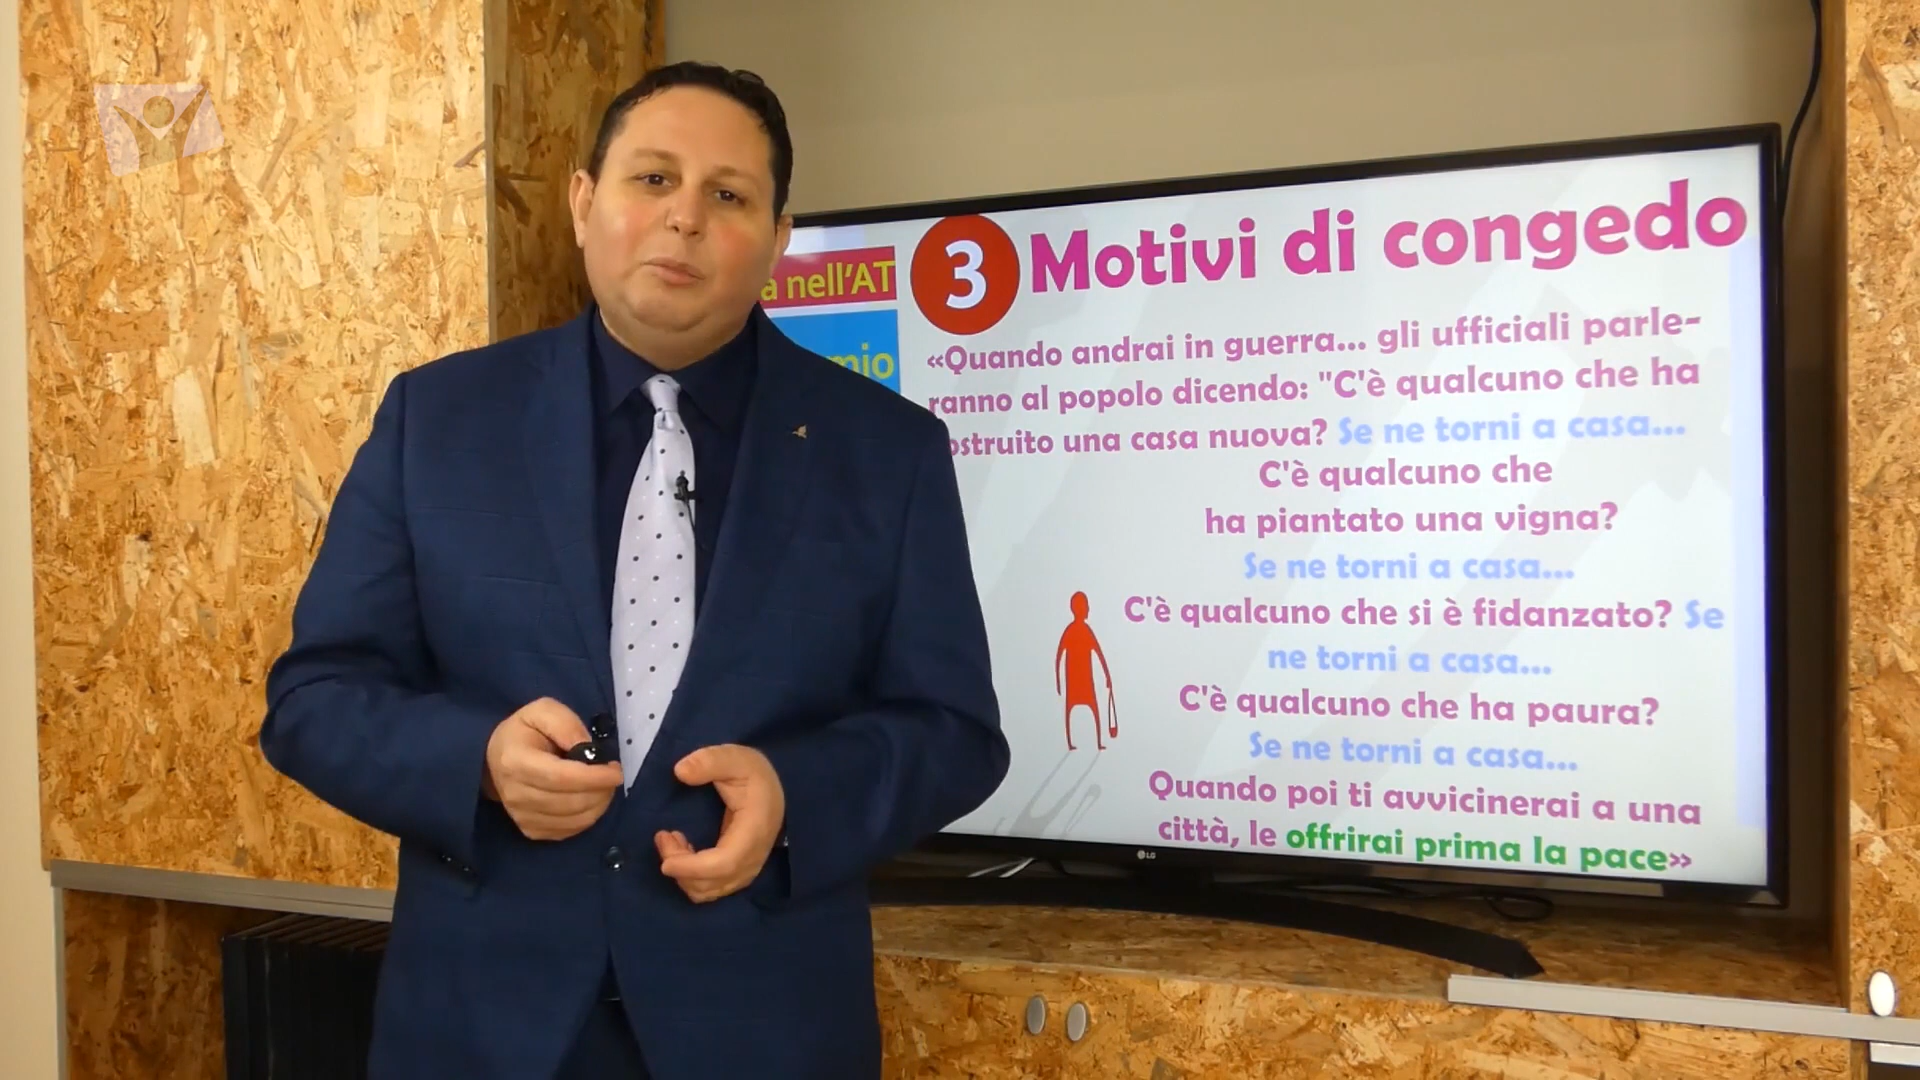 a nell'AT
mio
3 Motivi di congedo
«Quando andrai in guerra... gli ufficiali parle-
ranno al popolo dicendo: "C'è qualcuno che ha
ostruito una casa nuova? Se ne torni a casa...
C'è qualcuno che
ha piantato una vigna?
Se ne torni a casa...
C'è qualcuno che si è fidanzato? Se
ne torni a casa...
C'è qualcuno che ha paura?
Se ne torni a casa...
Quando poi ti avvicinerai a una
città, le offrirai prima la pace»
LG